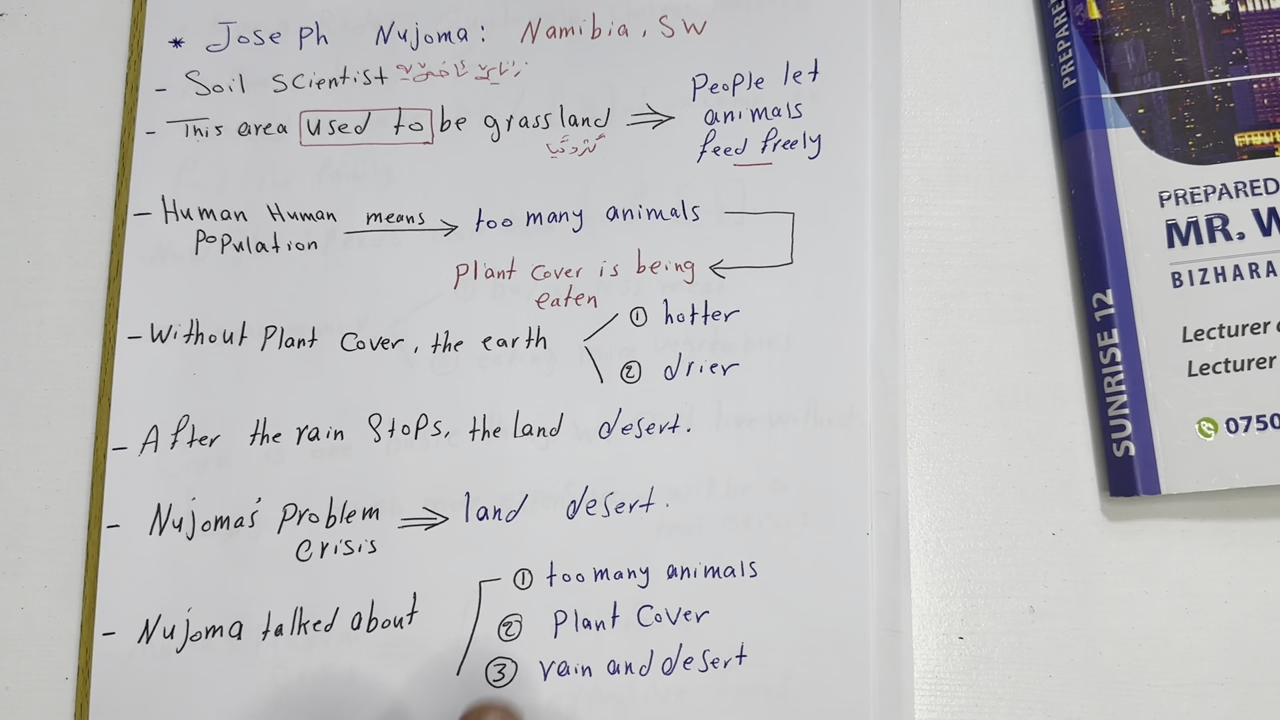 * Joseph Nujoma: Namibia, SW
- Soil Scientist
- This area used to be grassland ⇒ People let animals feed freely
گژوگیا
- Human Human Population means → too many animals
Plant Cover is being eaten
- Without Plant Cover, the earth
① hotter
② drier
- After the rain stops, the land desert.
- Nujoma's Problem crisis ⇒ land desert.
- Nujoma talked about
① too many animals
② Plant Cover
③ rain and desert
PREPARED
PREPARED
MR. W
BIZHARA
Lecturer
Lecturer
0750
SUNRISE 12